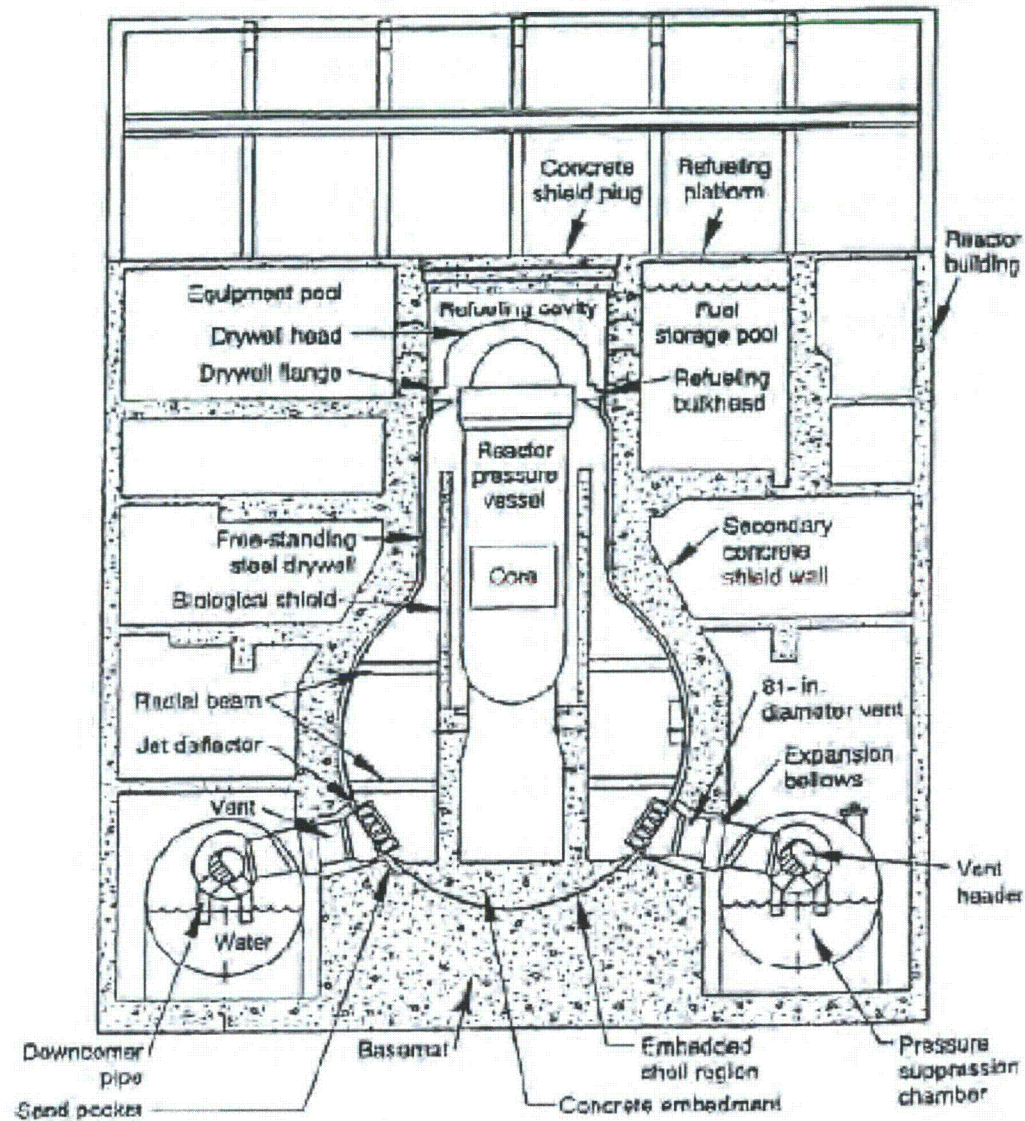 Concrete
shield plug
Refueling
platform
Reactor
building
Equipment pool
Refueling cavity
Fuel
storage pool
Drywell head
Drywell flange
Refueling
bulkhead
Reactor
pressure
vessel
Free-standing
steel drywell
Secondary
concrete
shield wall
Core
Biological shield
Radial beam
81-in.
diameter vent
Jet deflector
Expansion
bellows
Vent
Vent
header
Water
Downcomer
pipe
Basemat
Embedded
shell region
Pressure
suppression
chamber
Sand pocket
Concrete embedment